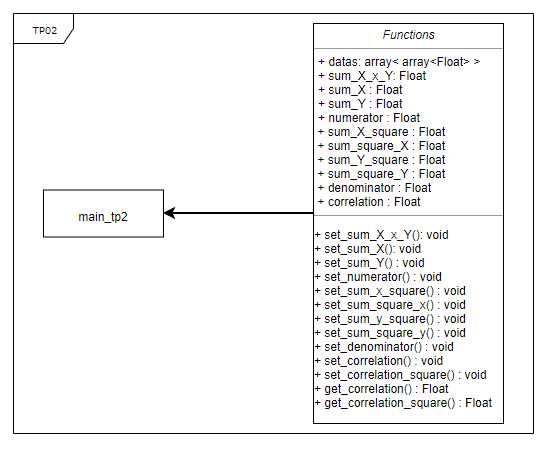 TP02
Functions
+ datas: array< array<Float> >
+ sum_X_x_Y: Float
+ sum_X : Float
+ sum_Y : Float
+ numerator : Float
+ sum_X_square : Float
+ sum_square_X : Float
+ sum_Y_square : Float
+ sum_square_Y : Float
+ denominator : Float
+ correlation : Float
main_tp2
+ set_sum_X_x_Y(): void
+ set_sum_X(): void
+ set_sum_Y() : void
+ set_numerator() : void
+ set_sum_x_square() : void
+ set_sum_square_x() : void
+ set_sum_y_square() : void
+ set_sum_square_y() : void
+ set_denominator() : void
+ set_correlation() : void
+ set_correlation_square() : void
+ get_correlation() : Float
+ get_correlation_square() : Float